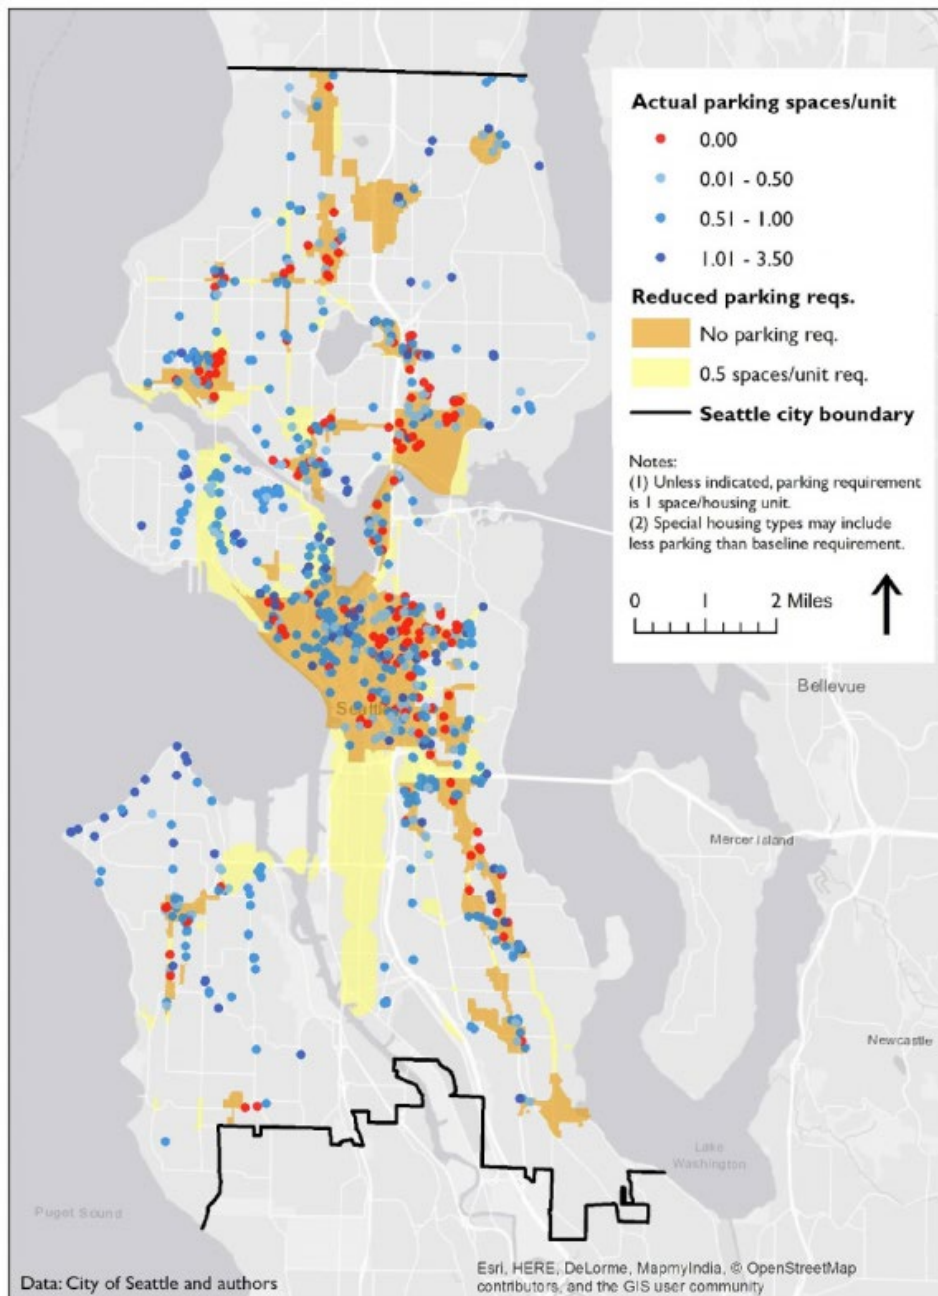 Actual parking spaces/unit
0.00
0.01 - 0.50
0.51 - 1.00
1.01 - 3.50
Reduced parking reqs.
No parking req.
0.5 spaces/unit req.
Seattle city boundary
Notes:
(1) Unless indicated, parking requirement
is 1 space/housing unit.
(2) Special housing types may include
less parking than baseline requirement.
0 1 2 Miles
Bellevue
Seattle
Mercer Island
Newcastle
Lake
Washington
Puget Sound
Data: City of Seattle and authors
Esri, HERE, DeLorme, MapmyIndia, © OpenStreetMap
contributors, and the GIS user community